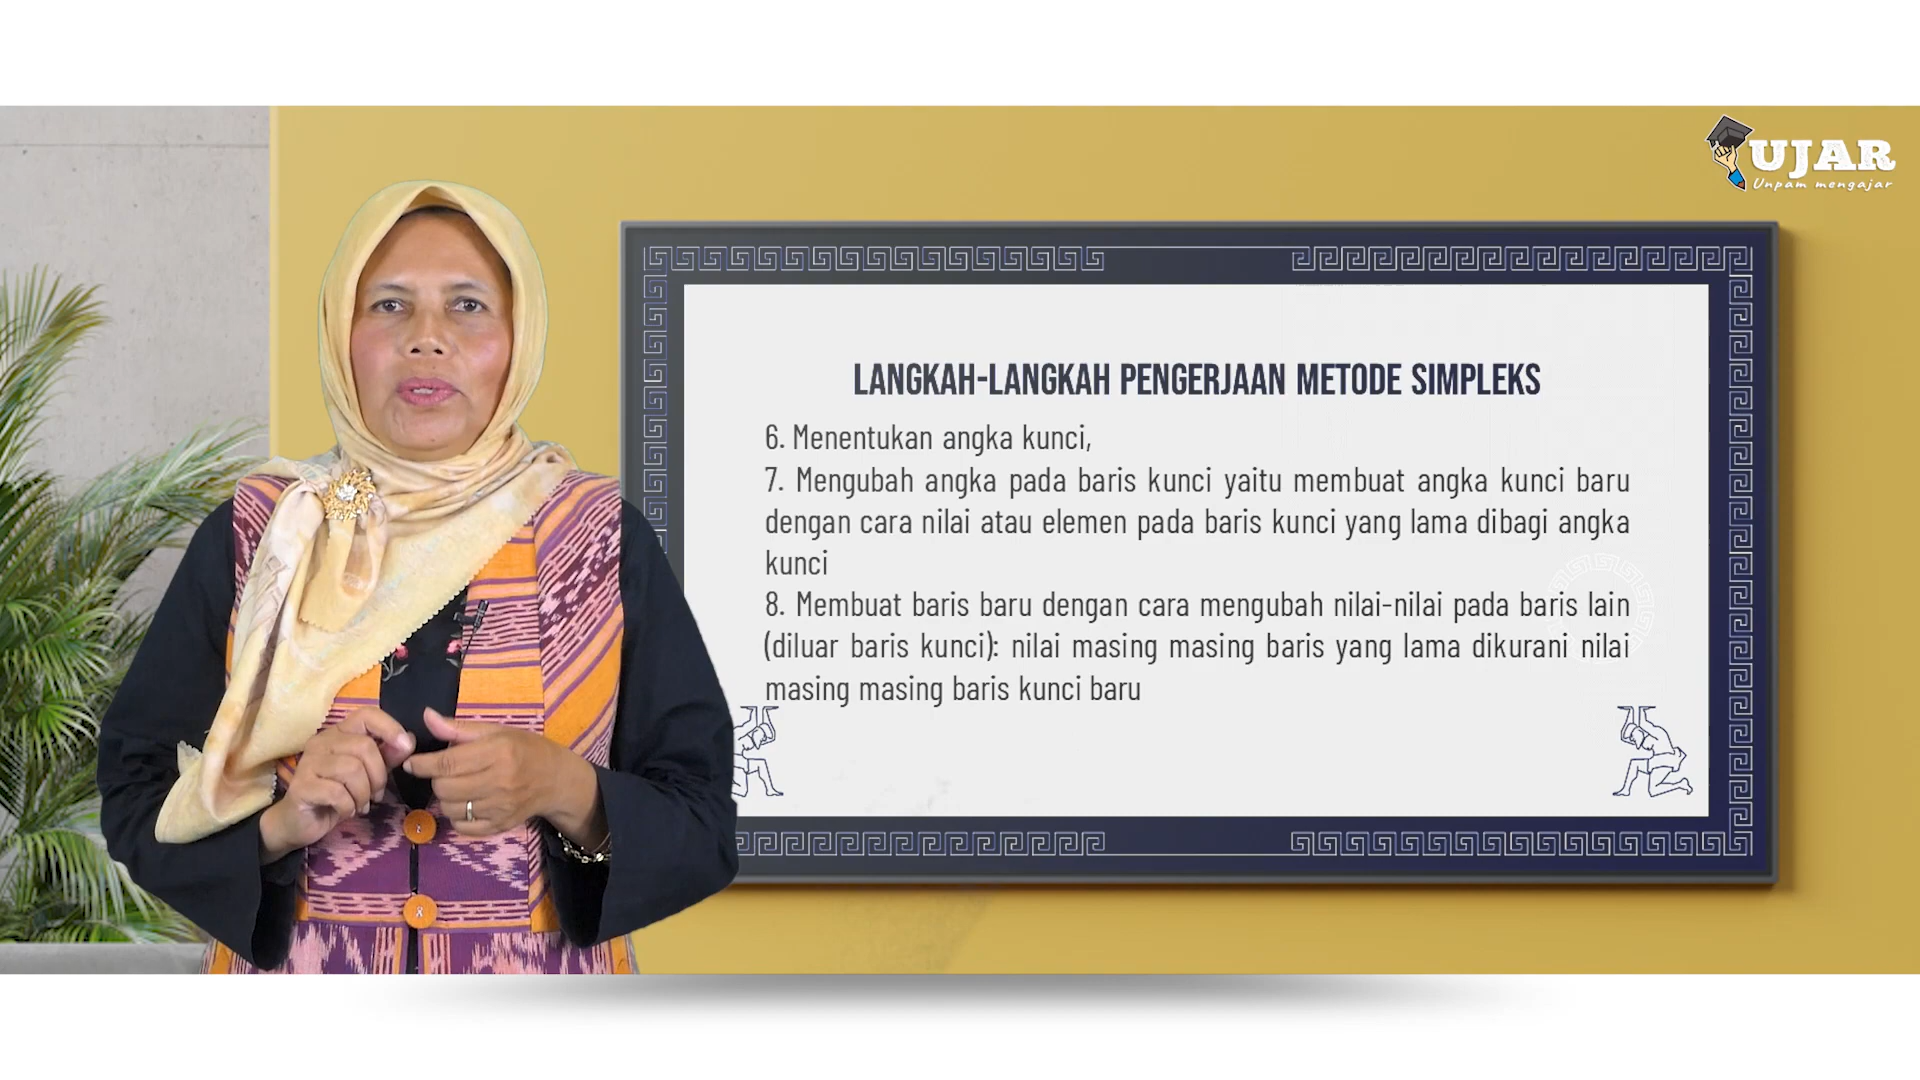 UJAR
Unpam mengajar
LANGKAH-LANGKAH PENGERJAAN METODE SIMPLEKS
6. Menentukan angka kunci,
7. Mengubah angka pada baris kunci yaitu membuat angka kunci baru
dengan cara nilai atau elemen pada baris kunci yang lama dibagi angka
kunci
8. Membuat baris baru dengan cara mengubah nilai-nilai pada baris lain
(diluar baris kunci): nilai masing masing baris yang lama dikurani nilai
masing masing baris kunci baru